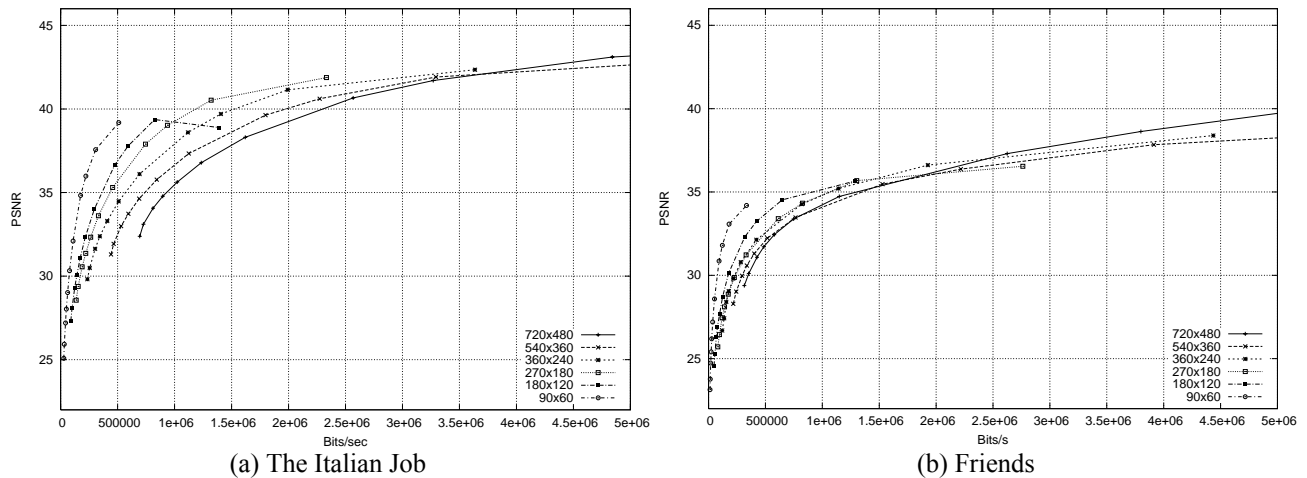 45
40
35
30
25
PSNR
0 500000 1e+06 1.5e+06 2e+06 2.5e+06 3e+06 3.5e+06 4e+06 4.5e+06 5e+06
Bits/sec
720x480
540x360
360x240
270x180
180x120
90x60
(a) The Italian Job
45
40
35
30
25
PSNR
0 500000 1e+06 1.5e+06 2e+06 2.5e+06 3e+06 3.5e+06 4e+06 4.5e+06 5e+06
Bits/s
720x480
540x360
360x240
270x180
180x120
90x60
(b) Friends